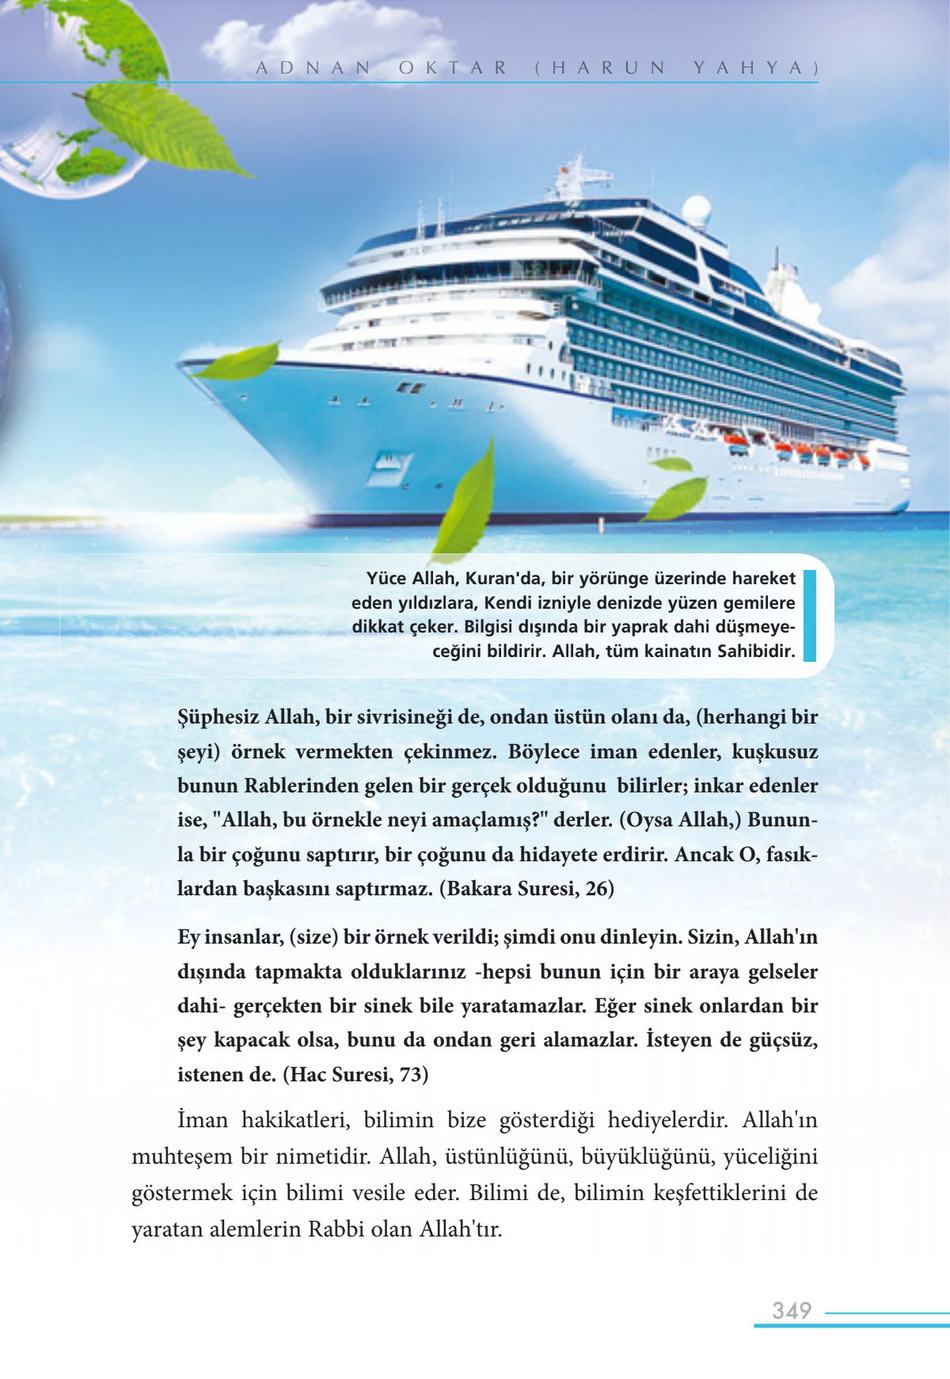 ADNAN OKTAR (HARUN YAHYA)
Yüce Allah, Kuran'da, bir yörünge üzerinde hareket
eden yıldızlara, Kendi izniyle denizde yüzen gemilere
dikkat çeker. Bilgisi dışında bir yaprak dahi düşmeye-
ceğini bildirir. Allah, tüm kainatın Sahibidir.
Şüphesiz Allah, bir sivrisineği de, ondan üstün olanı da, (herhangi bir
şeyi) örnek vermekten çekinmez. Böylece iman edenler, kuşkusuz
bunun Rablerinden gelen bir gerçek olduğunu bilirler; inkar edenler
ise, "Allah, bu örnekle neyi amaçlamış?" derler. (Oysa Allah,) Bunun-
la bir çoğunu saptırır, bir çoğunu da hidayete erdirir. Ancak O, fasık-
lardan başkasını saptırmaz. (Bakara Suresi, 26)
Ey insanlar, (size) bir örnek verildi; şimdi onu dinleyin. Sizin, Allah'ın
dışında tapmakta olduklarınız -hepsi bunun için bir araya gelseler
dahi- gerçekten bir sinek bile yaratamazlar. Eğer sinek onlardan bir
şey kapacak olsa, bunu da ondan geri alamazlar. İsteyen de güçsüz,
istenen de. (Hac Suresi, 73)
İman hakikatleri, bilimin bize gösterdiği hediyelerdir. Allah'ın
muhteşem bir nimetidir. Allah, üstünlüğünü, büyüklüğünü, yüceliğini
göstermek için bilimi vesile eder. Bilimi de, bilimin keşfettiklerini de
yaratan alemlerin Rabbi olan Allah'tır.
349